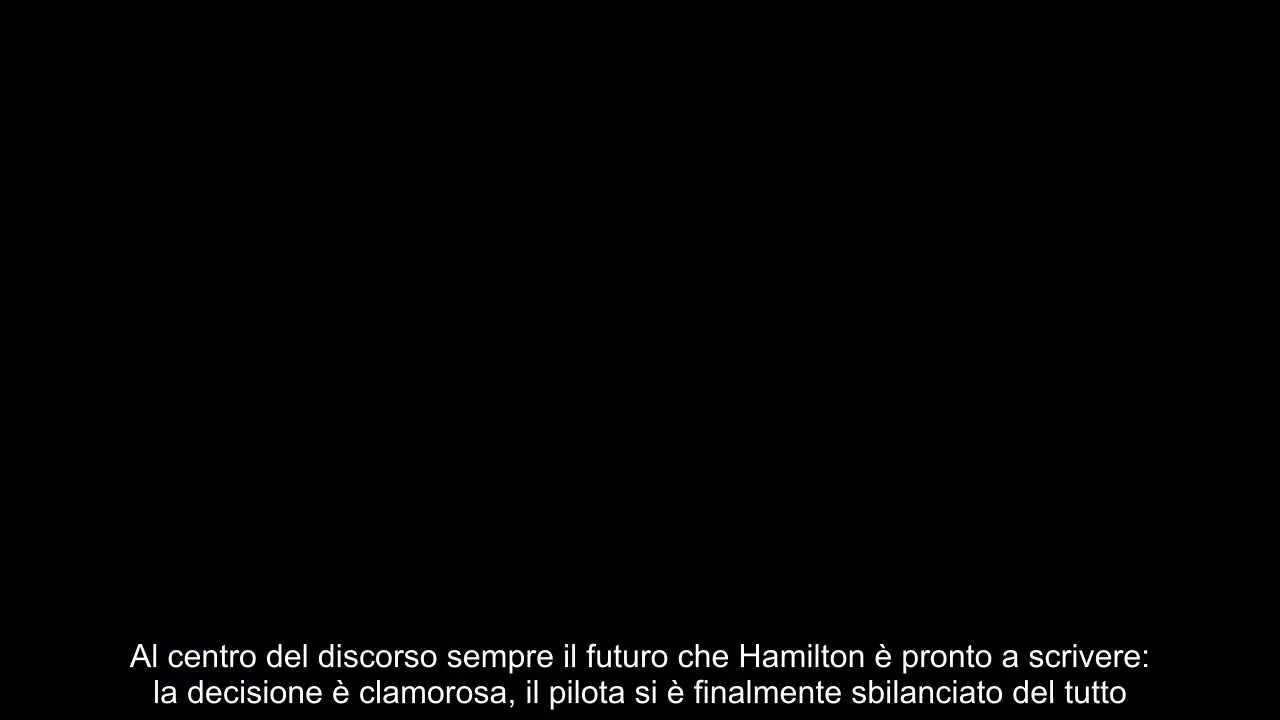 Al centro del discorso sempre il futuro che Hamilton è pronto a scrivere:
la decisione è clamorosa, il pilota si è finalmente sbilanciato del tutto